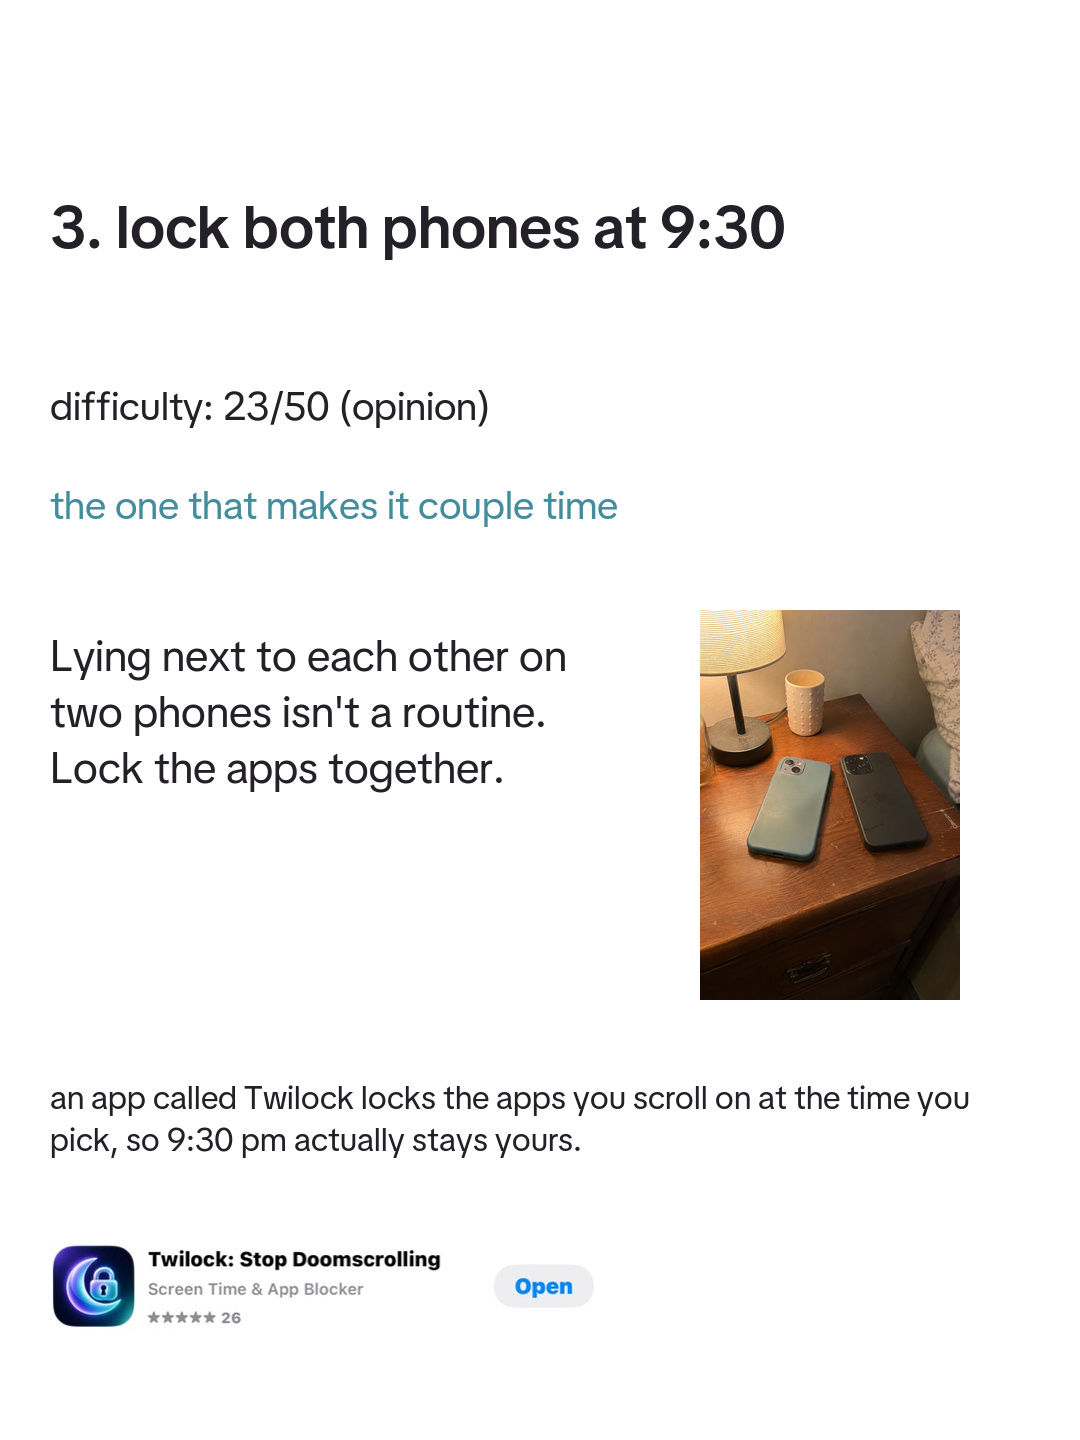 3. lock both phones at 9:30
difficulty: 23/50 (opinion)
the one that makes it couple time
Lying next to each other on
two phones isn't a routine.
Lock the apps together.
an app called Twilock locks the apps you scroll on at the time you
pick, so 9:30 pm actually stays yours.
Twilock: Stop Doomscrolling
Screen Time & App Blocker
★★★★★ 26
Open